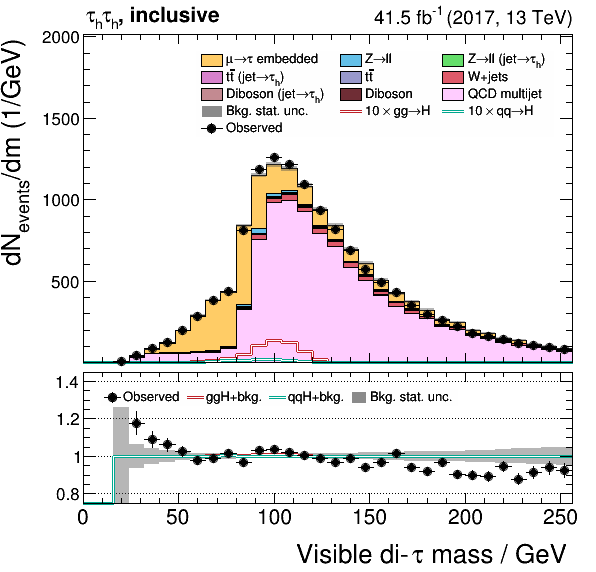 τₕτₕ, inclusive
41.5 fb⁻¹ (2017, 13 TeV)
dN_events/dm (1/GeV)
2000
1500
1000
500
μ→τ embedded
Z→ll
Z→ll (jet→τₕ)
tt̄ (jet→τₕ)
tt̄
W+jets
Diboson (jet→τₕ)
Diboson
QCD multijet
Bkg. stat. unc.
10 × gg→H
10 × qq→H
Observed
1.4
1.2
1
0.8
Observed
ggH+bkg.
qqH+bkg.
Bkg. stat. unc.
0
50
100
150
200
250
Visible di-τ mass / GeV